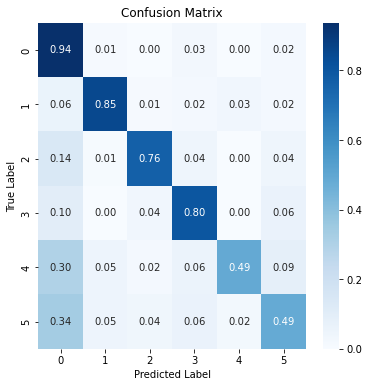 Confusion Matrix
0 0.94 0.01 0.00 0.03 0.00 0.02
1 0.06 0.85 0.01 0.02 0.03 0.02
2 0.14 0.01 0.76 0.04 0.00 0.04
3 0.10 0.00 0.04 0.80 0.00 0.06
4 0.30 0.05 0.02 0.06 0.49 0.09
5 0.34 0.05 0.04 0.06 0.02 0.49
0 1 2 3 4 5
True Label
Predicted Label
0.8
0.6
0.4
0.2
0.0